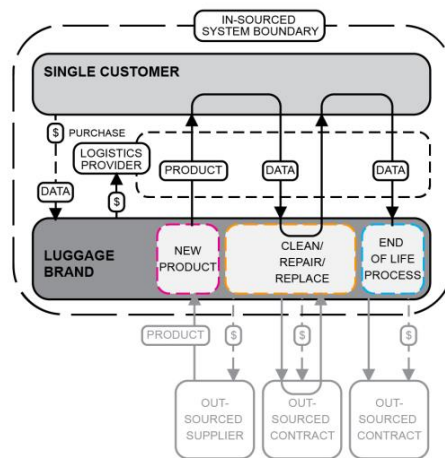 IN-SOURCED
SYSTEM BOUNDARY
SINGLE CUSTOMER
$ PURCHASE
LOGISTICS
PROVIDER
PRODUCT
DATA
DATA
DATA
$
LUGGAGE
BRAND
NEW
PRODUCT
CLEAN/
REPAIR/
REPLACE
END
OF LIFE
PROCESS
PRODUCT
$
$
$
OUT-
SOURCED
SUPPLIER
OUT-
SOURCED
CONTRACT
OUT-
SOURCED
CONTRACT